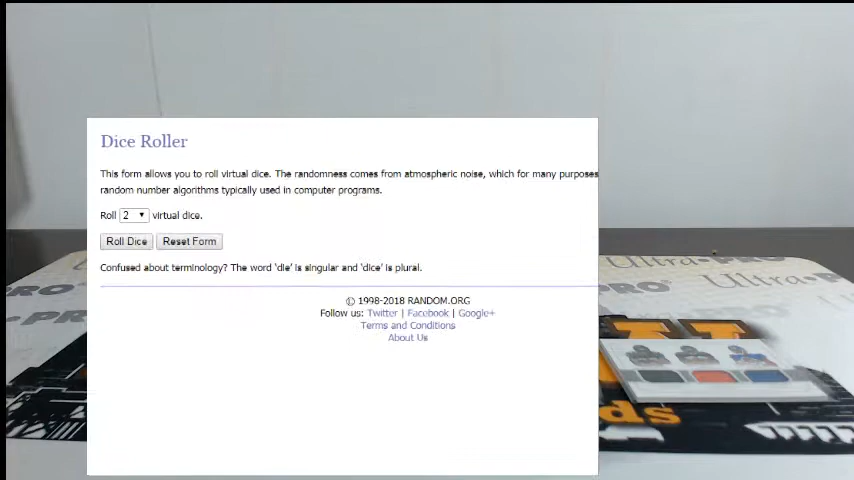 Dice Roller
This form allows you to roll virtual dice. The randomness comes from atmospheric noise, which for many purposes
random number algorithms typically used in computer programs.
Roll 2 virtual dice.
Roll Dice Reset Form
Confused about terminology? The word 'die' is singular and 'dice' is plural.
© 1998-2018 RANDOM.ORG
Follow us: Twitter | Facebook | Google+
Terms and Conditions
About Us
Ultra·PRO
Ultra·PRO
PRO
PRO
·PRO
ds